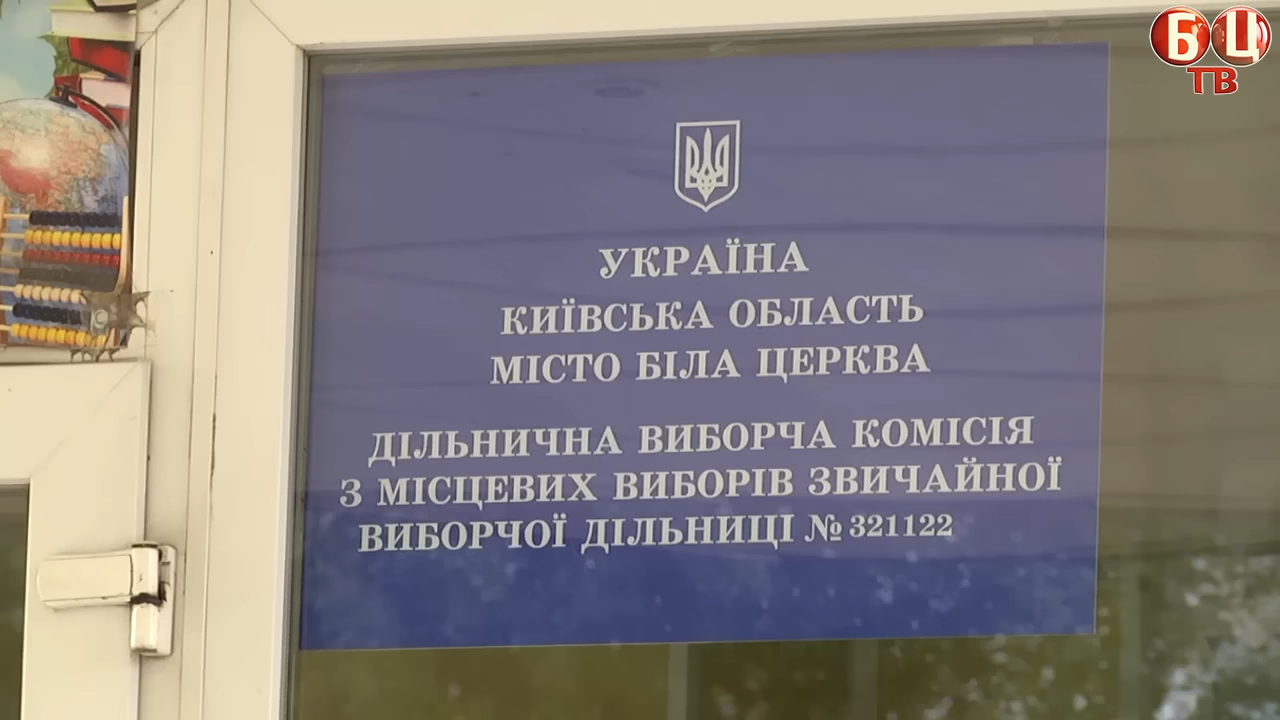 БЦ
ТВ
УКРАЇНА
КИЇВСЬКА ОБЛАСТЬ
МІСТО БІЛА ЦЕРКВА
ДІЛЬНИЧНА ВИБОРЧА КОМІСІЯ
З МІСЦЕВИХ ВИБОРІВ ЗВИЧАЙНОЇ
ВИБОРЧОЇ ДІЛЬНИЦІ № 321122